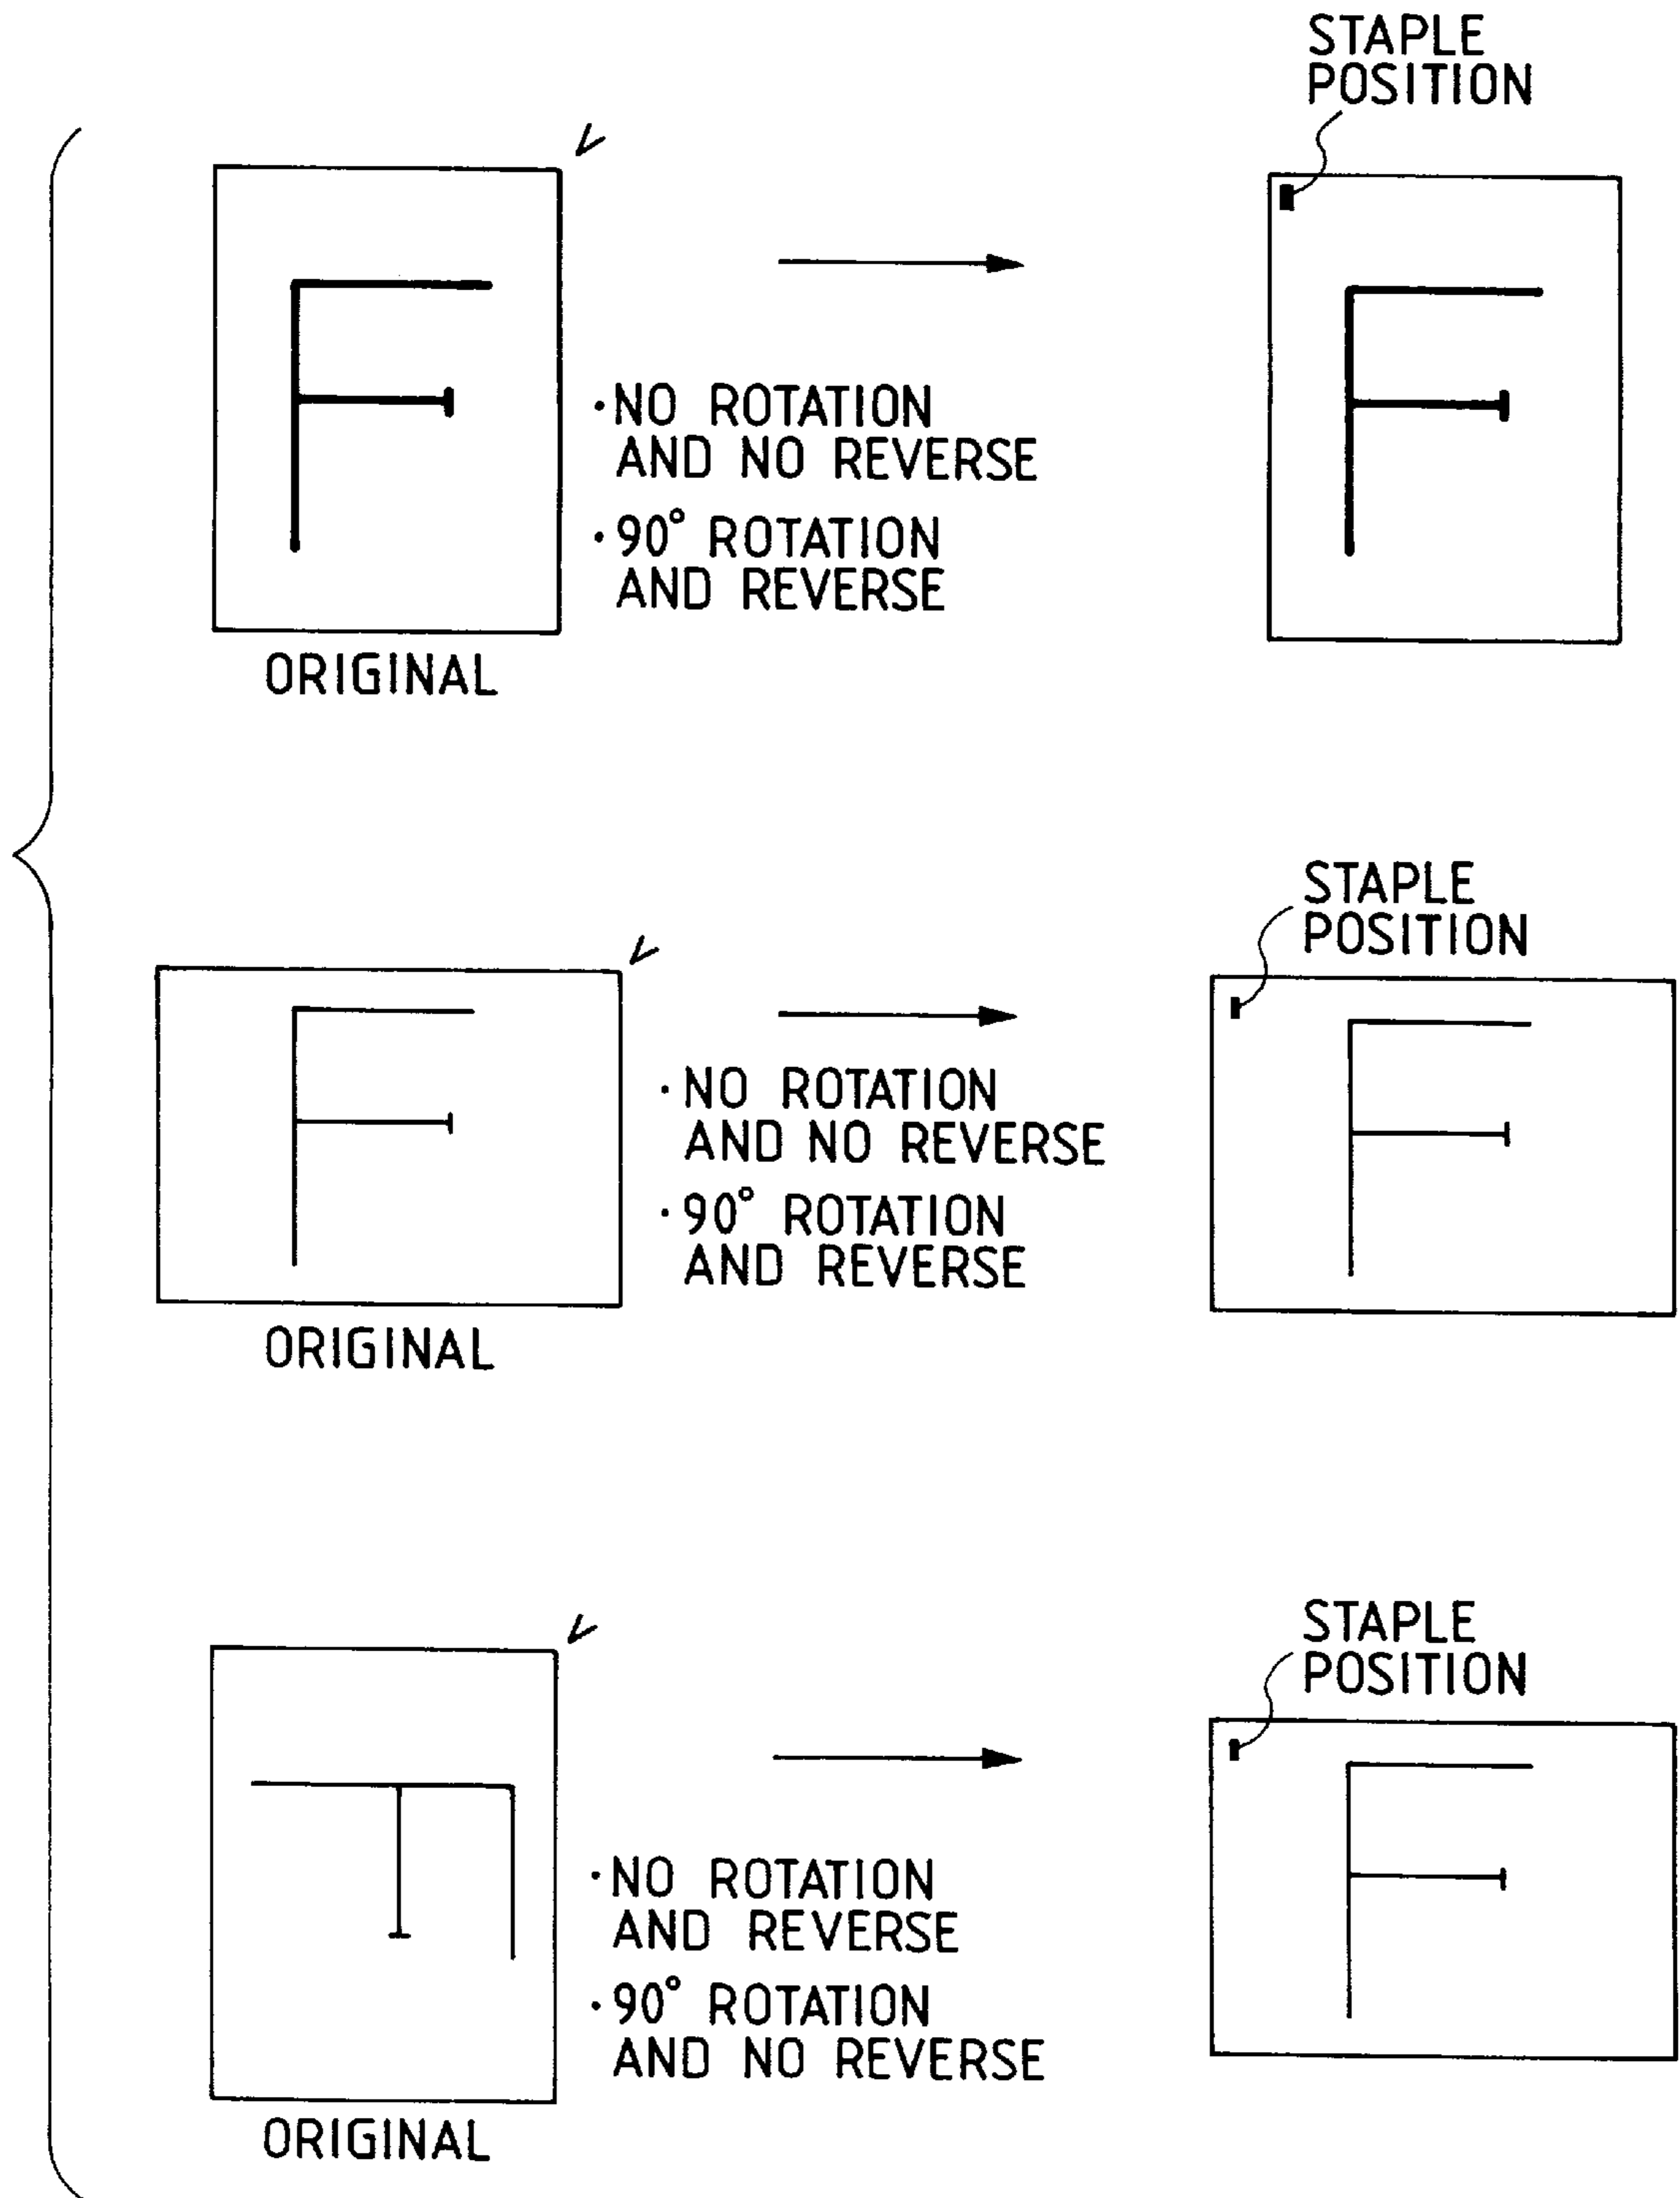 STAPLE
POSITION
F
·NO ROTATION
AND NO REVERSE
·90° ROTATION
AND REVERSE
F
ORIGINAL
STAPLE
POSITION
F
·NO ROTATION
AND NO REVERSE
·90° ROTATION
AND REVERSE
F
ORIGINAL
STAPLE
POSITION
F
·NO ROTATION
AND REVERSE
·90° ROTATION
AND NO REVERSE
F
ORIGINAL